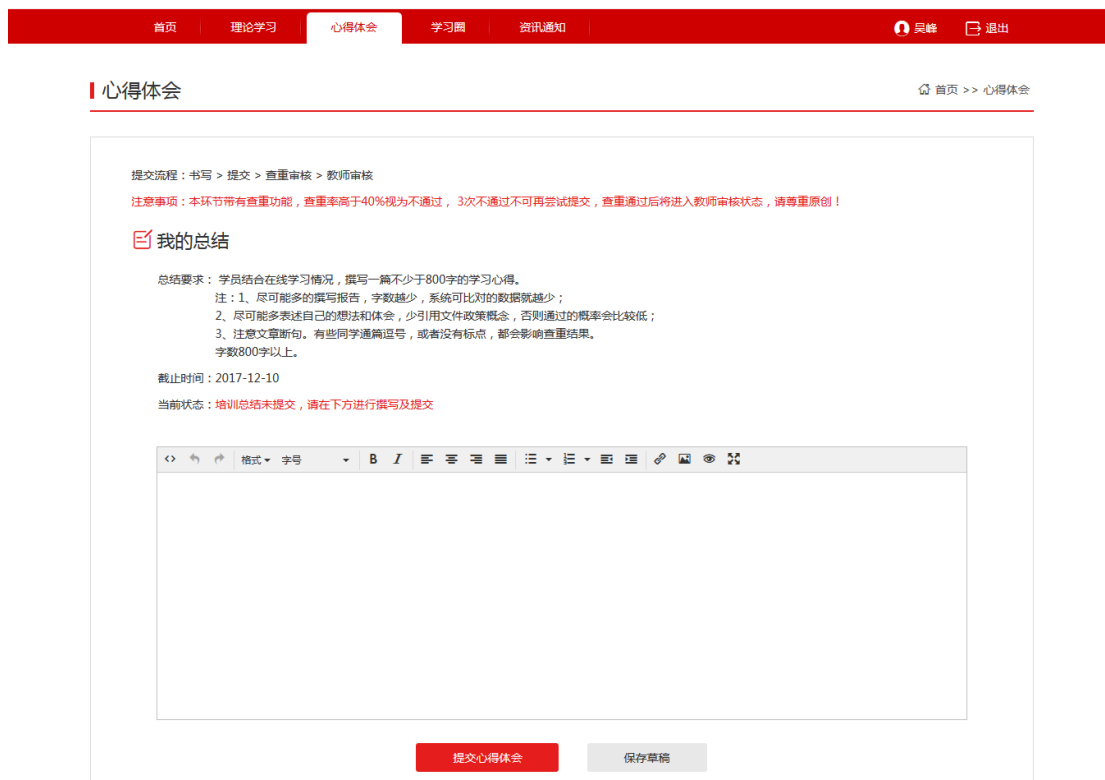 首页 理论学习 心得体会 学习圈 资讯通知 吴峰 退出
心得体会 首页 >> 心得体会
提交流程：书写 > 提交 > 查重审核 > 教师审核
注意事项：本环节带有查重功能，查重率高于40%视为不通过， 3次不通过不可再尝试提交，查重通过后将进入教师审核状态，请尊重原创！
我的总结
总结要求： 学员结合在线学习情况，撰写一篇不少于800字的学习心得。
注：1、尽可能多的撰写报告，字数越少，系统可比对的数据就越少；
2、尽可能多表述自己的想法和体会，少引用文件政策概念，否则通过的概率会比较低；
3、注意文章断句。有些同学通篇逗号，或者没有标点，都会影响查重结果。
字数800字以上。
截止时间：2017-12-10
当前状态：培训总结未提交，请在下方进行撰写及提交
格式 字号 B I
提交心得体会 保存草稿